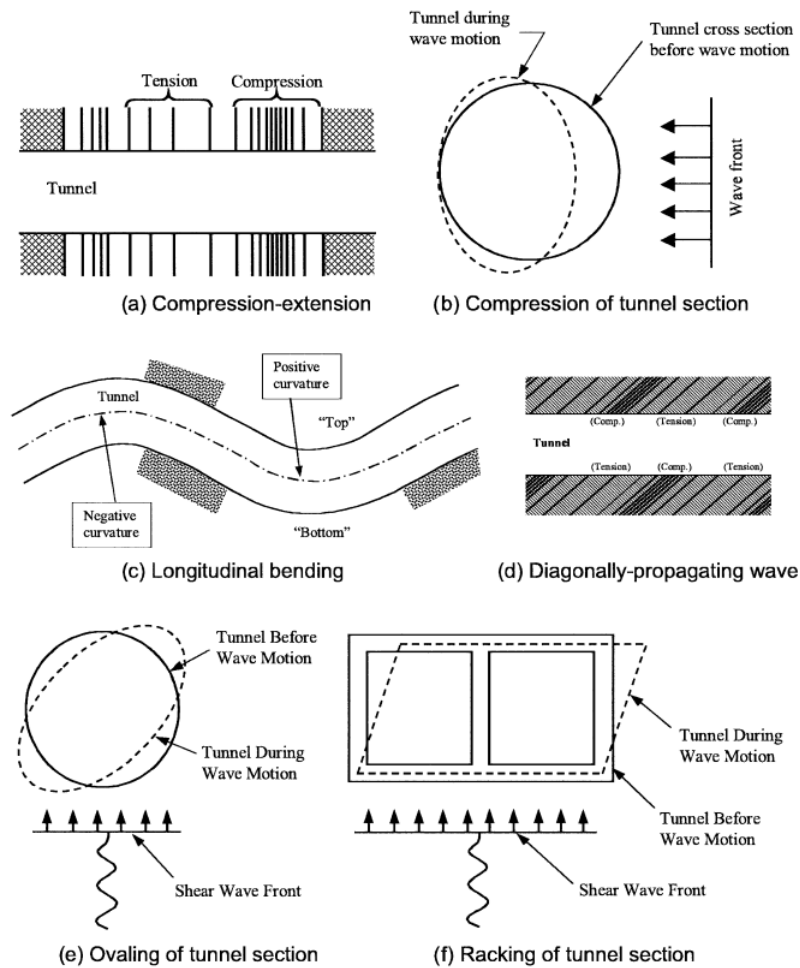 Tension
Compression
Tunnel
(a) Compression-extension
Tunnel during
wave motion
Tunnel cross section
before wave motion
Wave front
(b) Compression of tunnel section
Tunnel
Positive
curvature
"Top"
Negative
curvature
"Bottom"
(c) Longitudinal bending
(Comp.)
(Tension)
(Comp.)
Tunnel
(Tension)
(Comp.)
(Tension)
(d) Diagonally-propagating wave
Tunnel Before
Wave Motion
Tunnel During
Wave Motion
Shear Wave Front
(e) Ovaling of tunnel section
Tunnel During
Wave Motion
Tunnel Before
Wave Motion
Shear Wave Front
(f) Racking of tunnel section